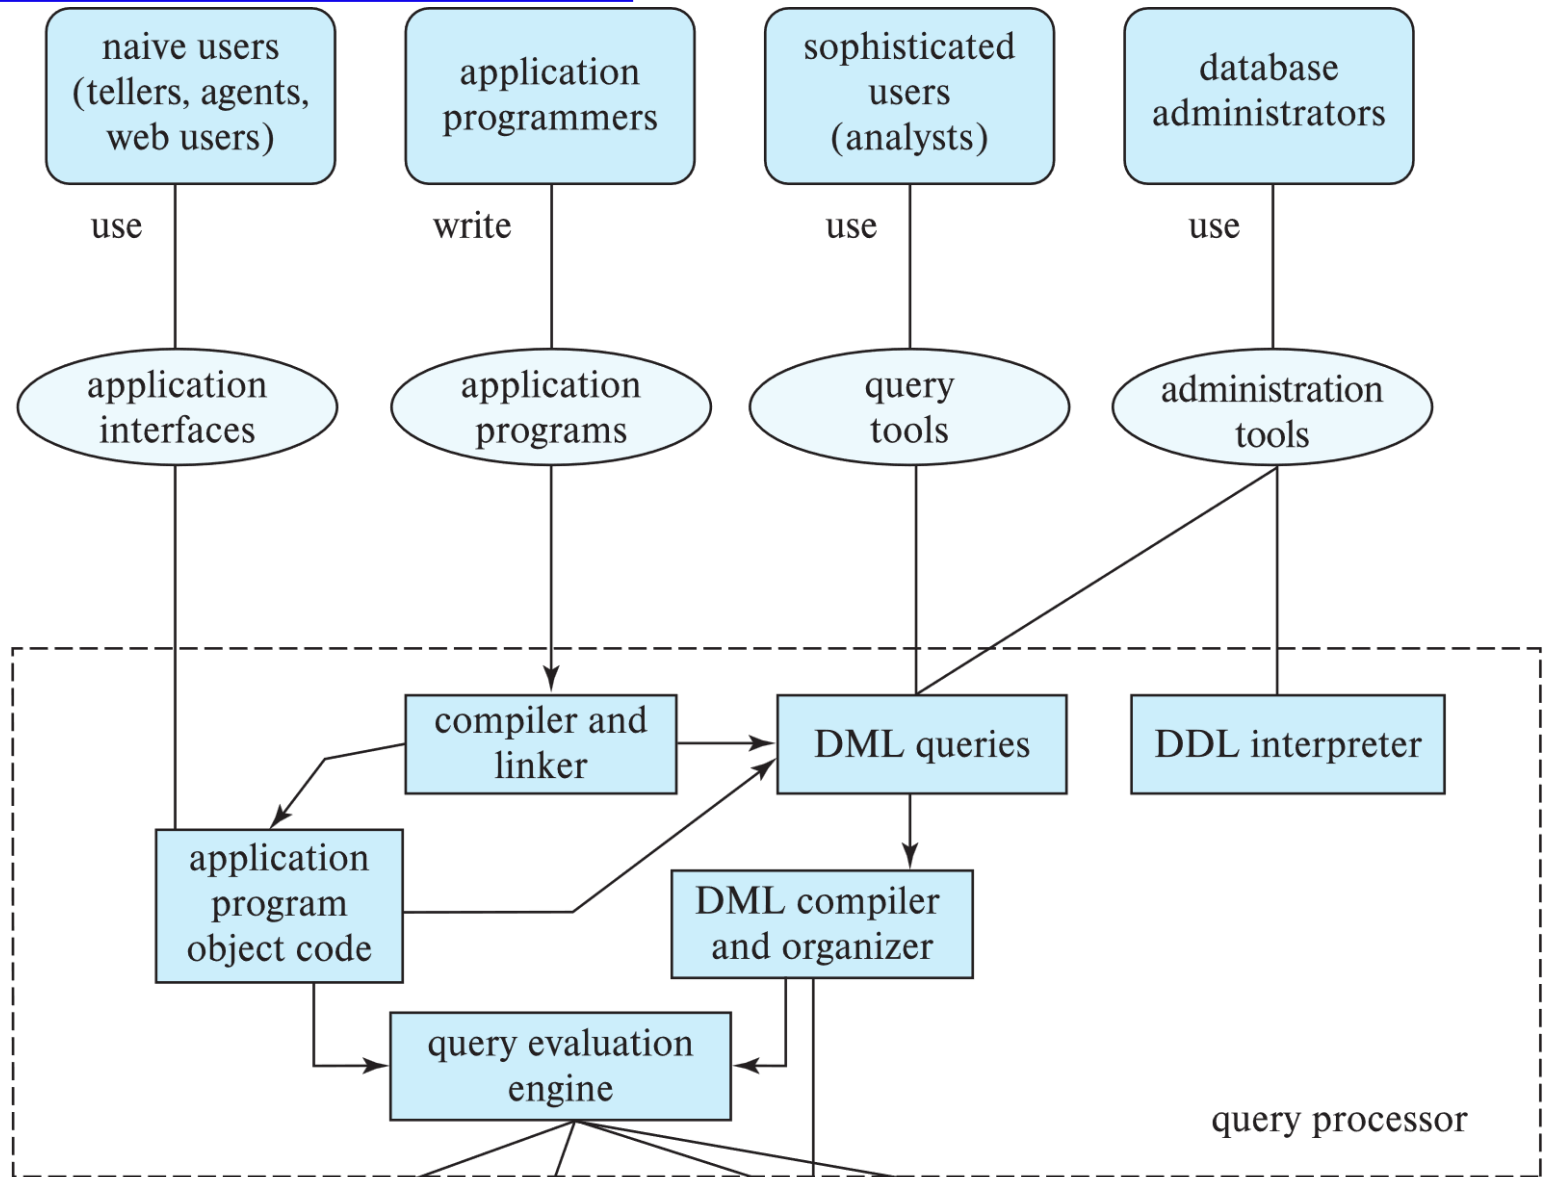 naive users
(tellers, agents,
web users)
application
programmers
sophisticated
users
(analysts)
database
administrators
use
write
use
use
application
interfaces
application
programs
query
tools
administration
tools
compiler and
linker
DML queries
DDL interpreter
application
program
object code
DML compiler
and organizer
query evaluation
engine
query processor